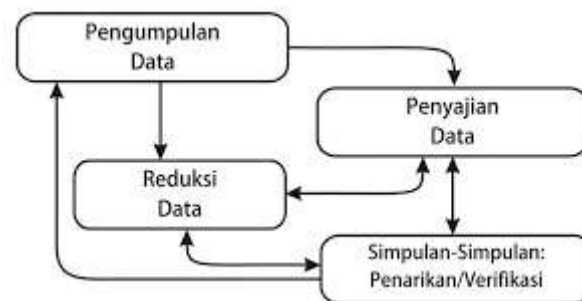 Pengumpulan
Data
Penyajian
Data
Reduksi
Data
Simpulan-Simpulan:
Penarikan/Verifikasi